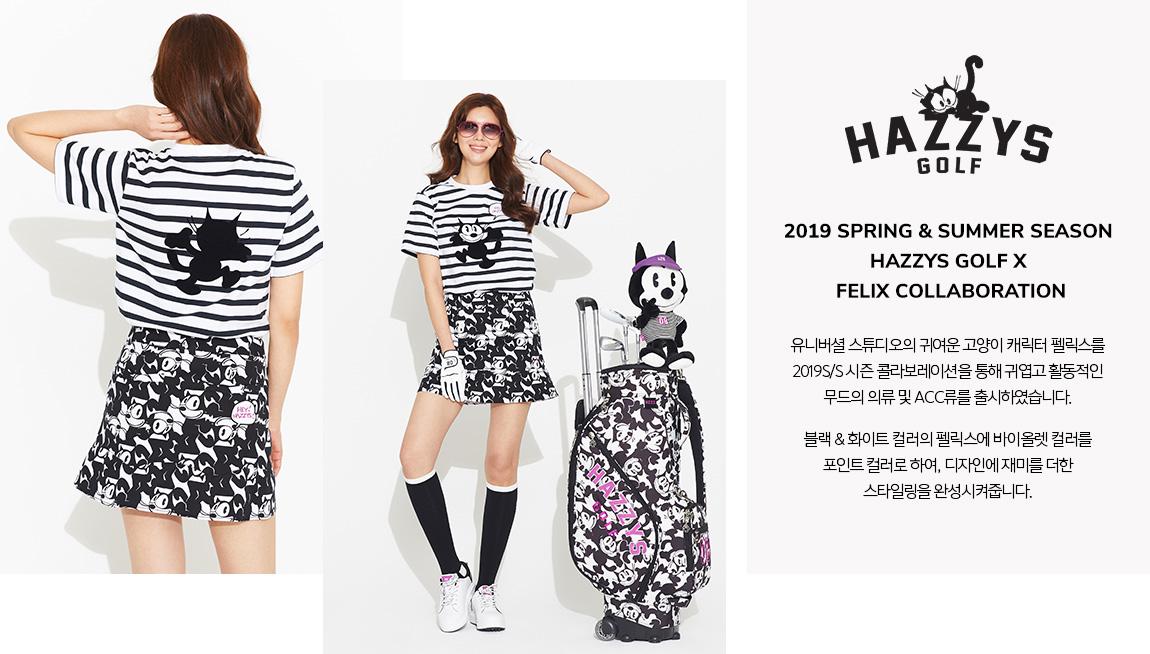 HAZZYS
GOLF
2019 SPRING & SUMMER SEASON
HAZZYS GOLF X
FELIX COLLABORATION
유니버셜 스튜디오의 귀여운 고양이 캐릭터 펠릭스를
2019S/S 시즌 콜라보레이션을 통해 귀엽고 활동적인
무드의 의류 및 ACC류를 출시하였습니다.
블랙 & 화이트 컬러의 펠릭스에 바이올렛 컬러를
포인트 컬러로 하여, 디자인에 재미를 더한
스타일링을 완성시켜줍니다.
HEY!
HAZZYS!
HAZZYS
GOLF